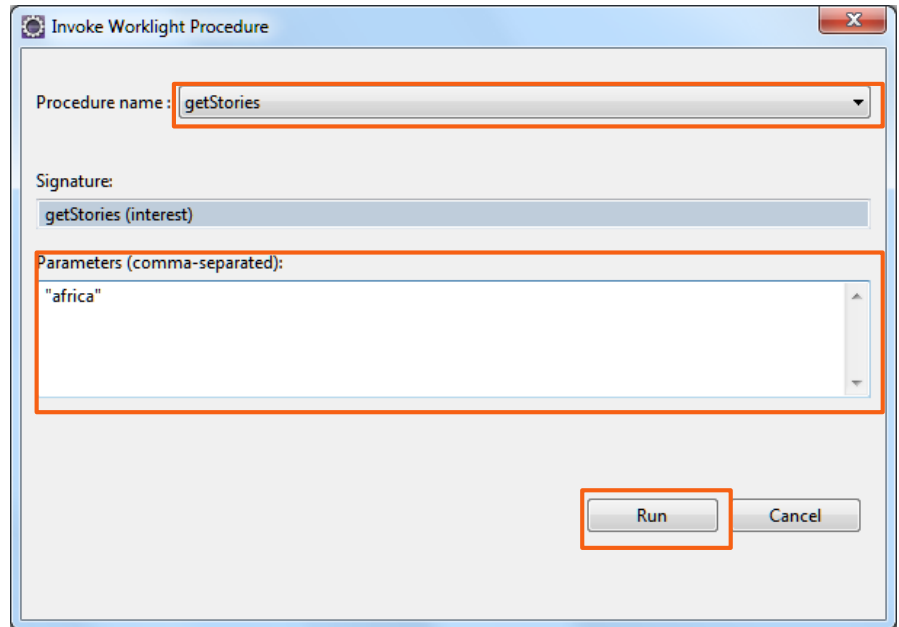 Invoke Worklight Procedure
Procedure name : getStories
Signature:
getStories (interest)
Parameters (comma-separated):
"africa"
Run Cancel